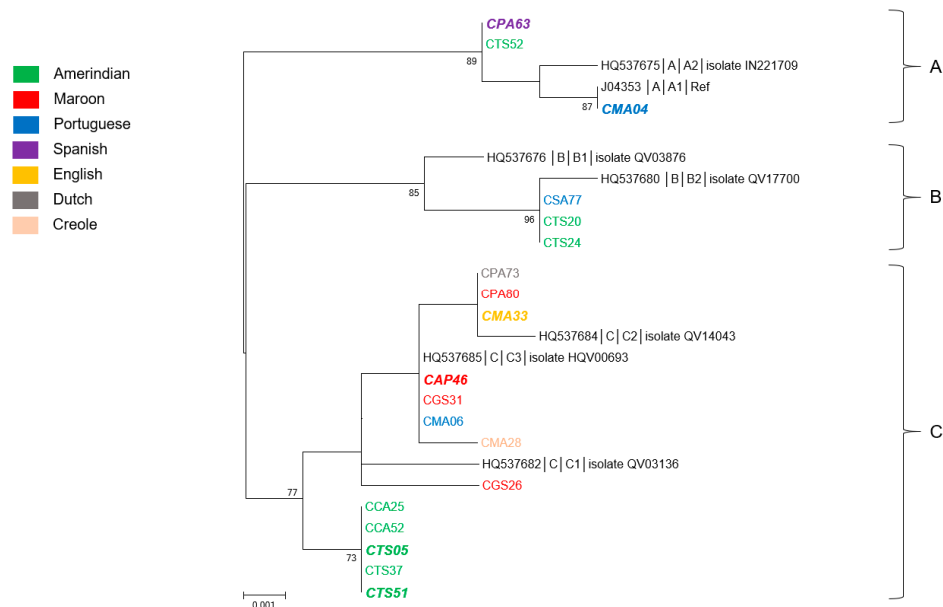 Amerindian
Maroon
Portuguese
Spanish
English
Dutch
Creole
CPA63
CTS52
89
HQ537675|A|A2|isolate IN221709
J04353 |A|A1|Ref
87
CMA04
A
HQ537676 |B|B1|isolate QV03876
85
HQ537680 |B|B2|isolate QV17700
CSA77
96
CTS20
CTS24
B
CPA73
CPA80
CMA33
HQ537684|C|C2|isolate QV14043
HQ537685|C|C3|isolate HQV00693
CAP46
CGS31
CMA06
C
CMA28
HQ537682|C|C1|isolate QV03136
CGS26
77
CCA25
CCA52
CTS05
73
CTS37
CTS51
0.001